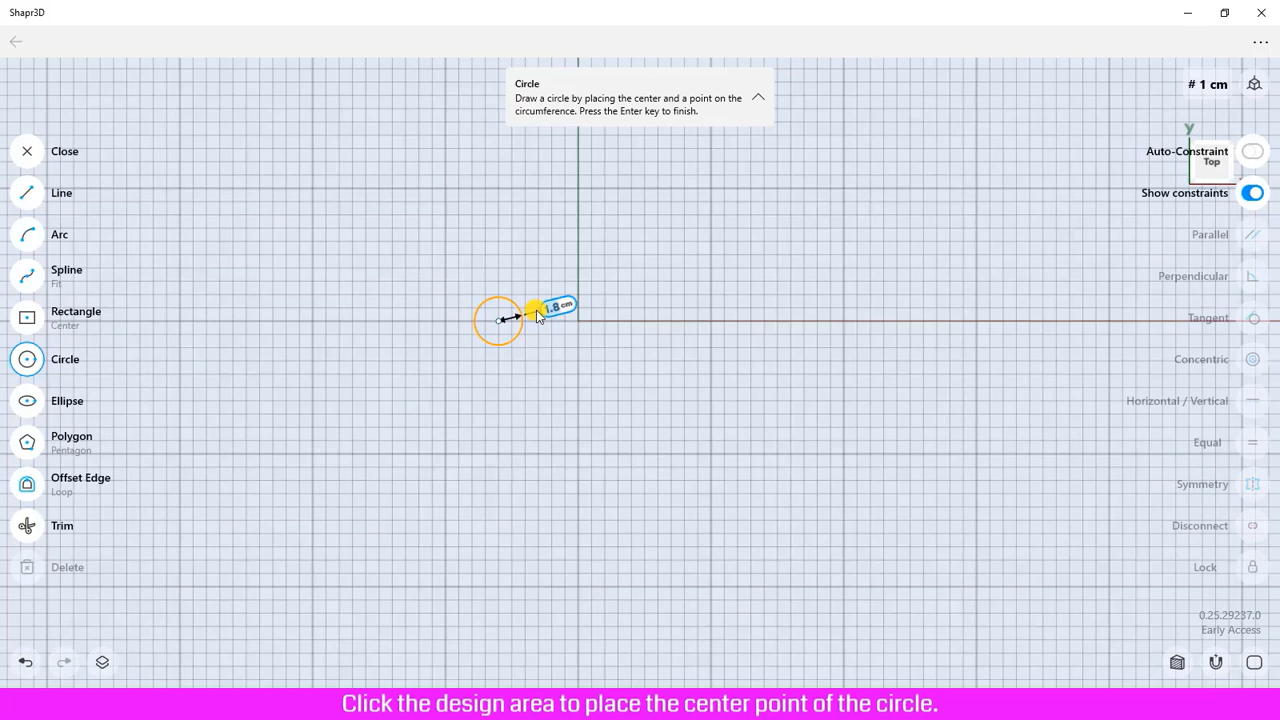 Shapr3D
Circle
Draw a circle by placing the center and a point on the
circumference. Press the Enter key to finish.
# 1 cm
Y
Top
Close
Line
Arc
Spline
Fit
Rectangle
Center
Circle
Ellipse
Polygon
Pentagon
Offset Edge
Loop
Trim
Delete
1.8 cm
Auto-Constraint
Show constraints
Parallel
Perpendicular
Tangent
Concentric
Horizontal / Vertical
Equal
Symmetry
Disconnect
Lock
0.25.29237.0
Early Access
Click the design area to place the center point of the circle.